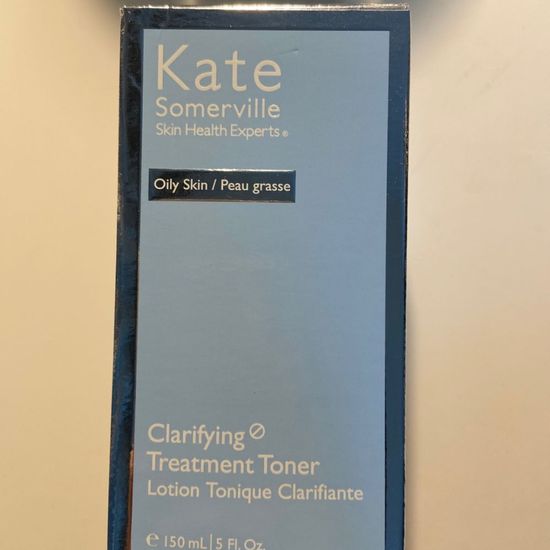 Kate
Somerville
Skin Health Experts®
Oily Skin / Peau grasse
Clarifying
Treatment Toner
Lotion Tonique Clarifiante
℮ 150 mL | 5 Fl. Oz.